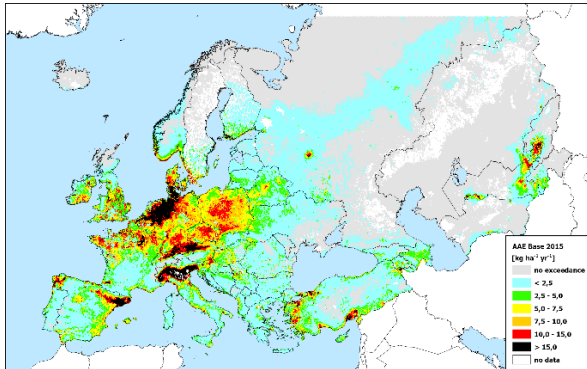 AAE Base 2015
[kg ha⁻¹ yr⁻¹]
no exceedance
< 2,5
2,5 - 5,0
5,0 - 7,5
7,5 - 10,0
10,0 - 15,0
> 15,0
no data